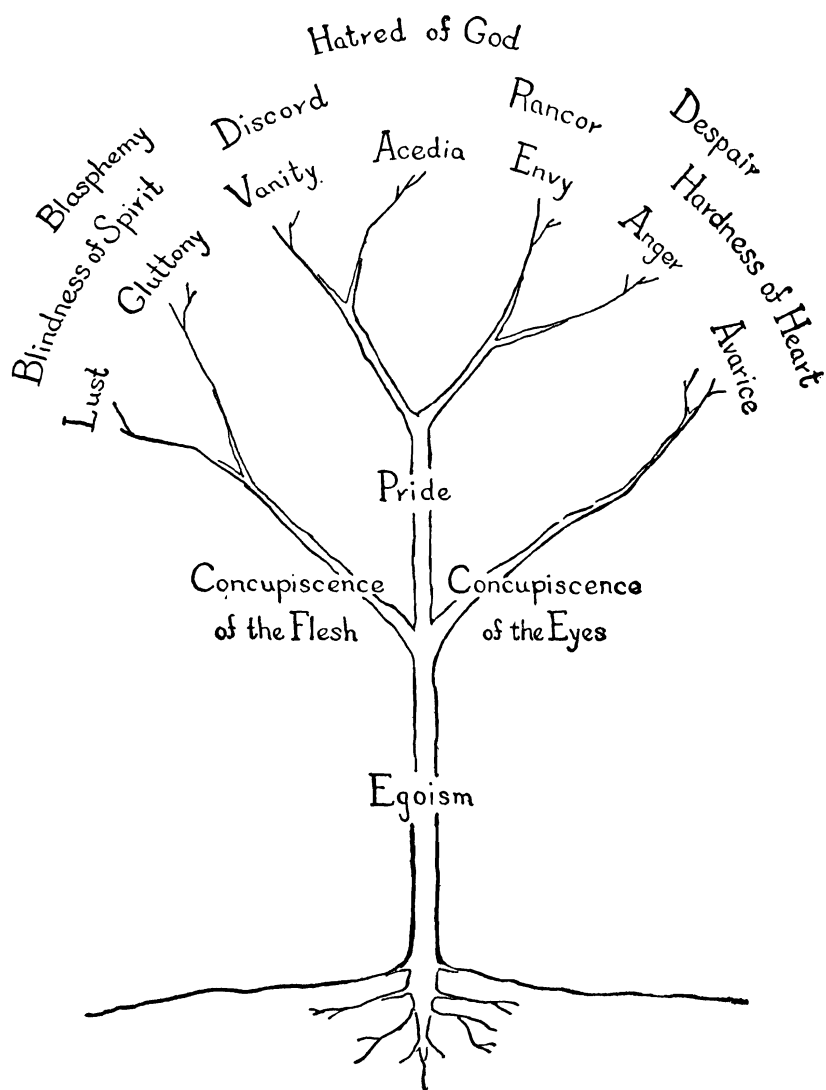 Hatred of God
Discord
Rancor
Despair
Blasphemy
Vanity.
Acedia
Envy
Hardness of Heart
Blindness of Spirit
Gluttony
Anger
Lust
Avarice
Pride
Concupiscence
of the Flesh
Concupiscence
of the Eyes
Egoism